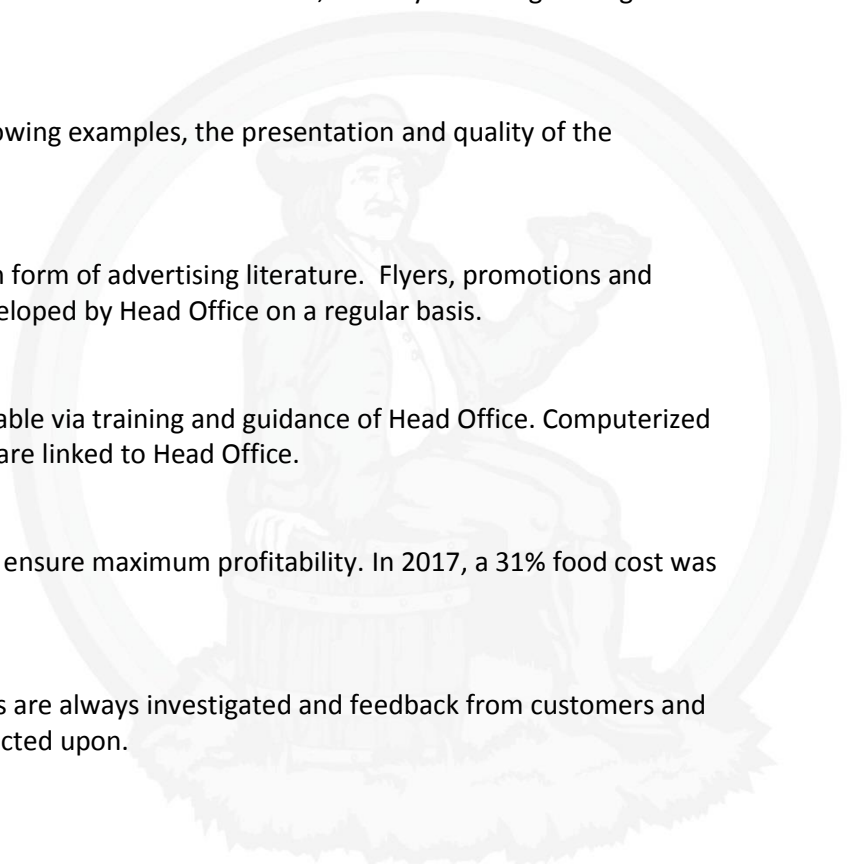 owing examples, the presentation and quality of the
form of advertising literature.  Flyers, promotions and
eloped by Head Office on a regular basis.
able via training and guidance of Head Office. Computerized
are linked to Head Office.
ensure maximum profitability. In 2017, a 31% food cost was
s are always investigated and feedback from customers and
cted upon.